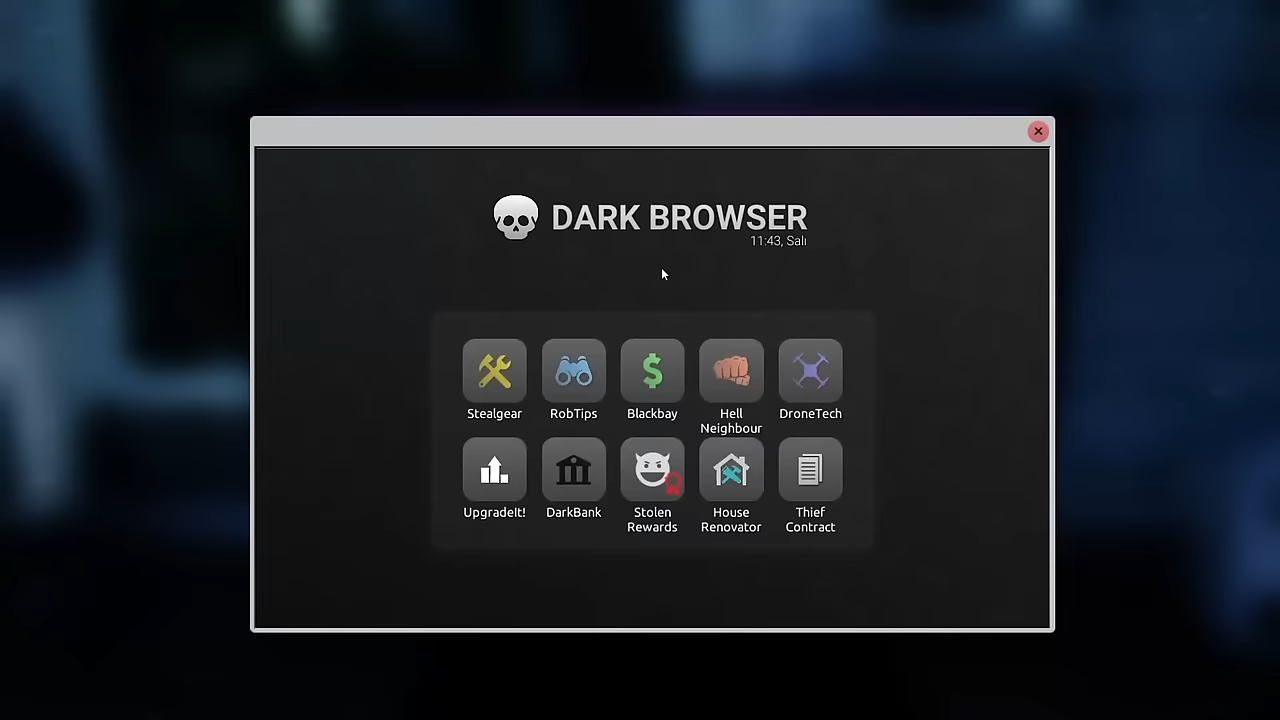 DARK BROWSER
11:43, Salı
Stealgear
RobTips
Blackbay
Hell
Neighbour
DroneTech
UpgradeIt!
DarkBank
Stolen
Rewards
House
Renovator
Thief
Contract